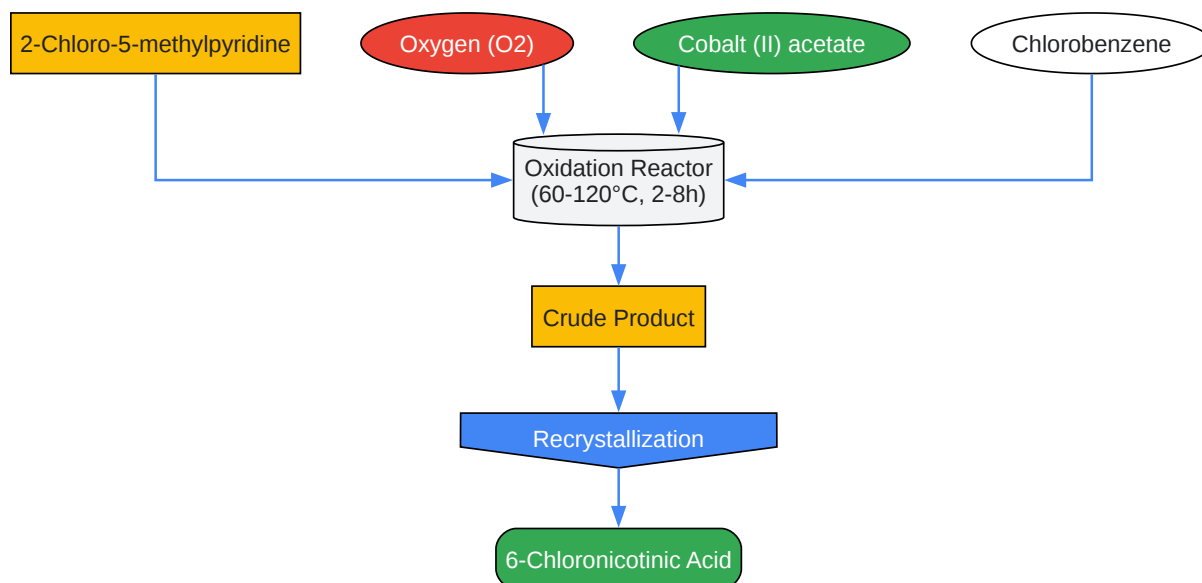 2-Chloro-5-methylpyridine
Oxygen (O2)
Cobalt (II) acetate
Chlorobenzene
Oxidation Reactor
(60-120°C, 2-8h)
Crude Product
Recrystallization
6-Chloronicotinic Acid